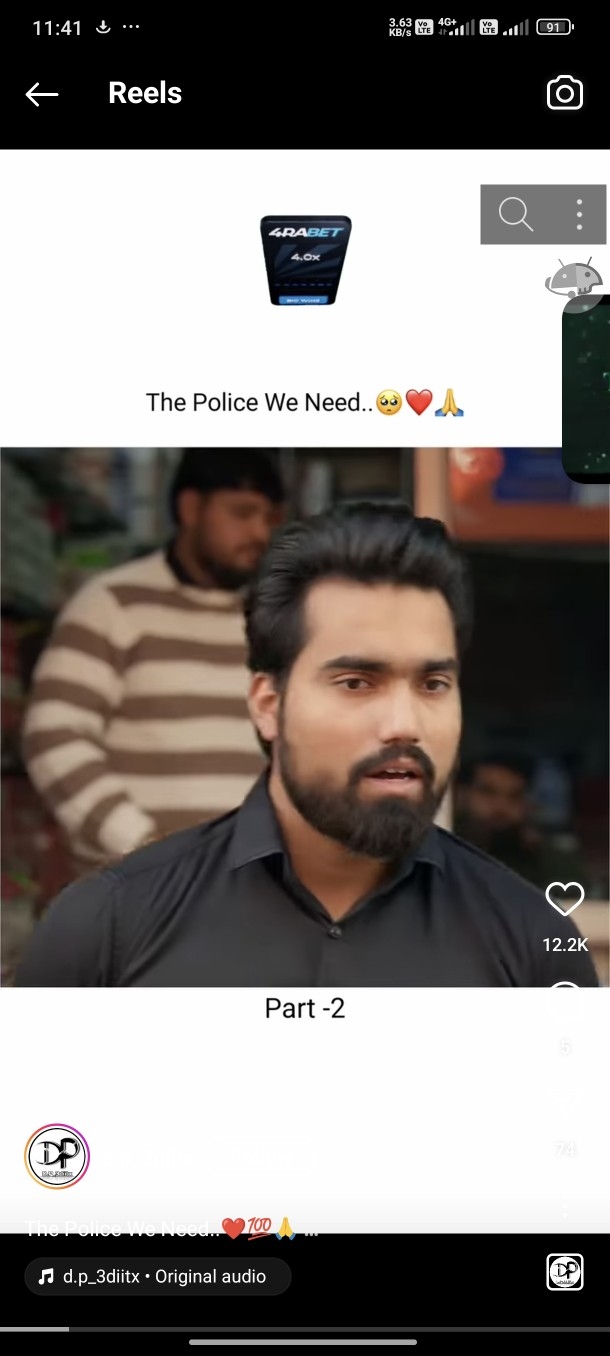 11:41
3.63
KB/s
Vo
LTE
4G+
Vo
LTE
91
Reels
4RABET
4.0x
The Police We Need..🥺❤️🙏
12.2K
Part -2
5
74
DP
The Police We Need..❤️💯🙏 ...
d.p_3diitx • Original audio
DP